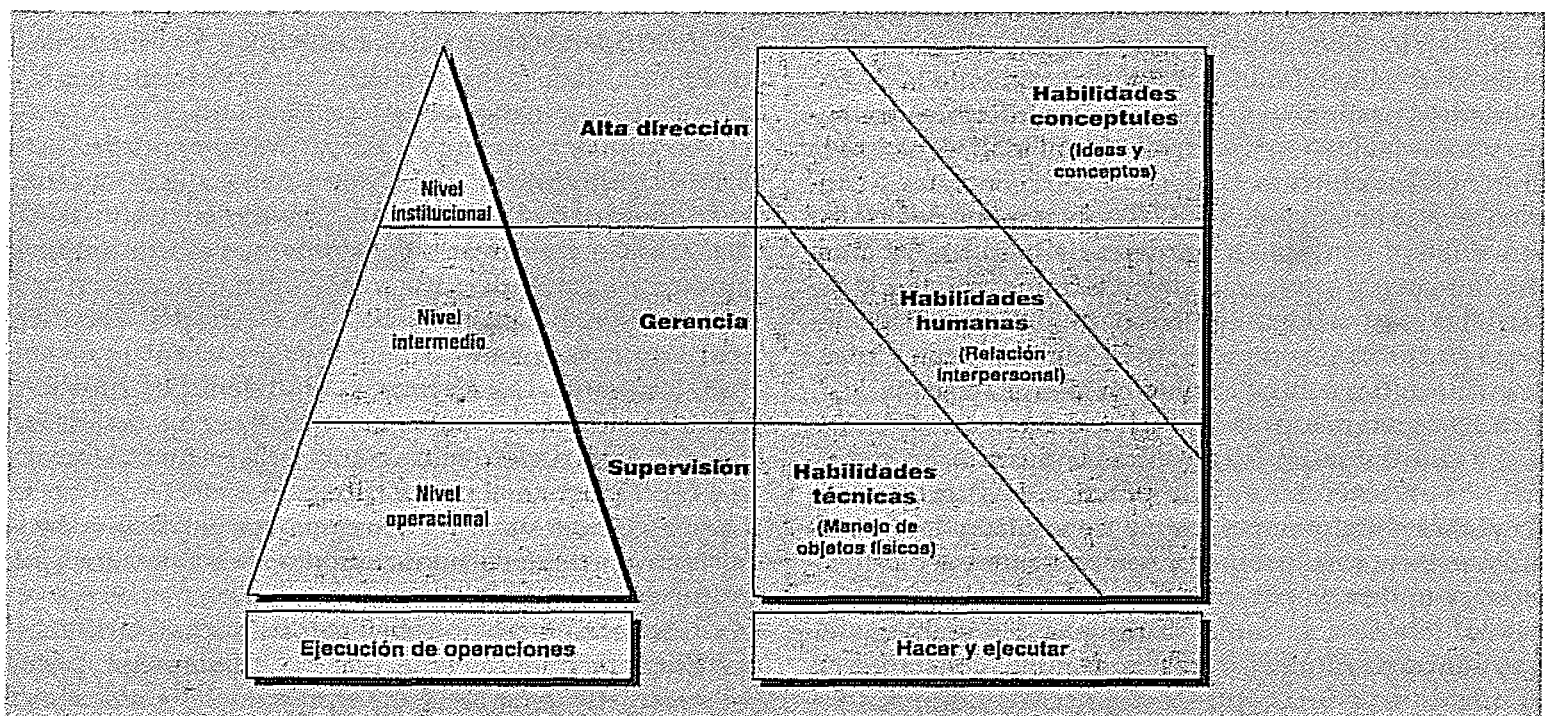 Alta dirección
Habilidades
conceptules
(Ideas y
conceptos)
Nivel
institucional
Gerencia
Habilidades
humanas
(Relación
interpersonal)
Nivel
intermedio
Supervisión
Habilidades
técnicas
(Manejo de
objetos físicos)
Nivel
operacional
Ejecución de operaciones
Hacer y ejecutar